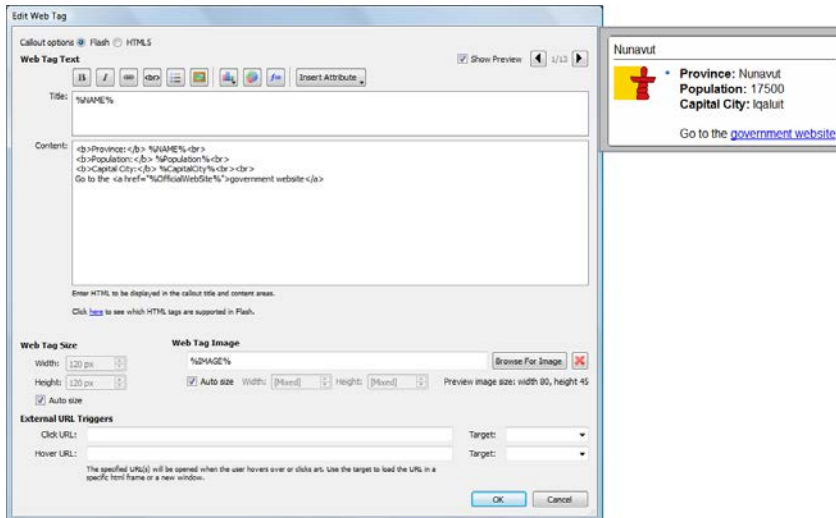 Edit Web Tag
Callout options Flash HTML5
Web Tag Text
Show Preview 1/13
B I <br> Insert Attribute
Title: %NAME%
Content: <b>Province:</b> %NAME%<br>
<b>Population:</b> %Population%<br>
<b>Capital City:</b> %CapitalCity%<br><br>
Go to the <a href="%OfficialWebSite%">government website</a>
Enter HTML to be displayed in the callout title and content areas.
Click here to see which HTML tags are supported in Flash.
Web Tag Size
Width: 120 px
Height: 120 px
Auto size
Web Tag Image
%IMAGE% Browse For Image
Auto size Width: [Mixed] Height: [Mixed] Preview image size: width 80, height 45
External URL Triggers
Click URL: Target:
Hover URL: Target:
The specified URL(s) will be opened when the user hovers over or clicks art. Use the target to load the URL in a
specific html frame or a new window.
OK Cancel
Nunavut
Province: Nunavut
Population: 17500
Capital City: Iqaluit
Go to the government website